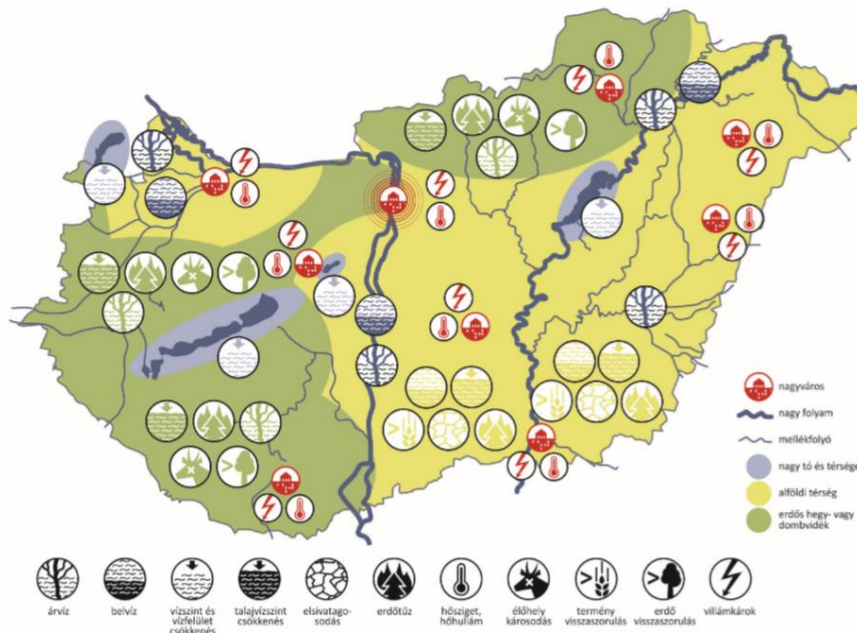 nagyváros
nagy folyam
mellékfolyó
nagy tó és térsége
alföldi térség
erdős hegy- vagy
dombvidék
árvíz
belvíz
vízszint és
vízfelület
csökkenés
talajvízszint
csökkenés
elsivatago-
sodás
erdőtűz
hősziget,
hőhullám
élőhely
károsodás
termény
visszaszorulás
erdő
visszaszorulás
villámkárok